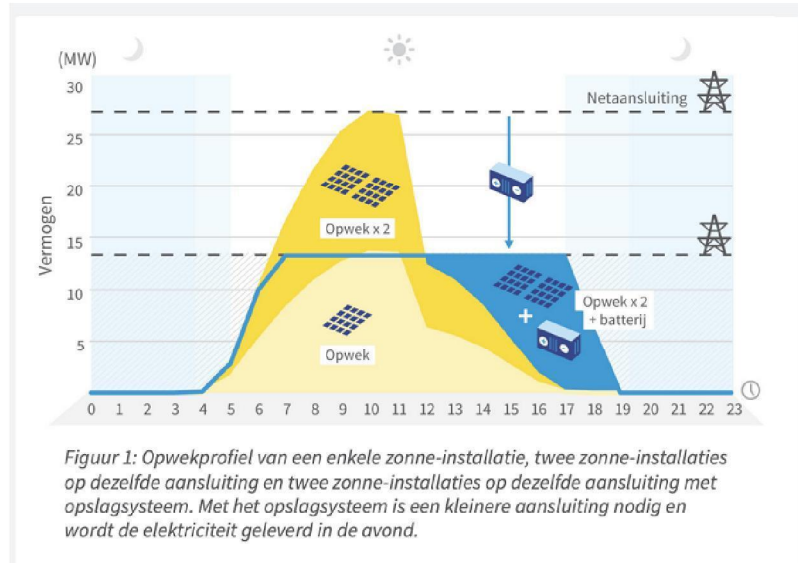 (MW)
30
Netaansluiting
25
20
Opwek x 2
15
Vermogen
10
Opwek x 2
+ batterij
+
Opwek
5
0 1 2 3 4 5 6 7 8 9 10 11 12 13 14 15 16 17 18 19 20 21 22 23
Figuur 1: Opwekprofiel van een enkele zonne-installatie, twee zonne-installaties
op dezelfde aansluiting en twee zonne-installaties op dezelfde aansluiting met
opslagsysteem. Met het opslagsysteem is een kleinere aansluiting nodig en
wordt de elektriciteit geleverd in de avond.